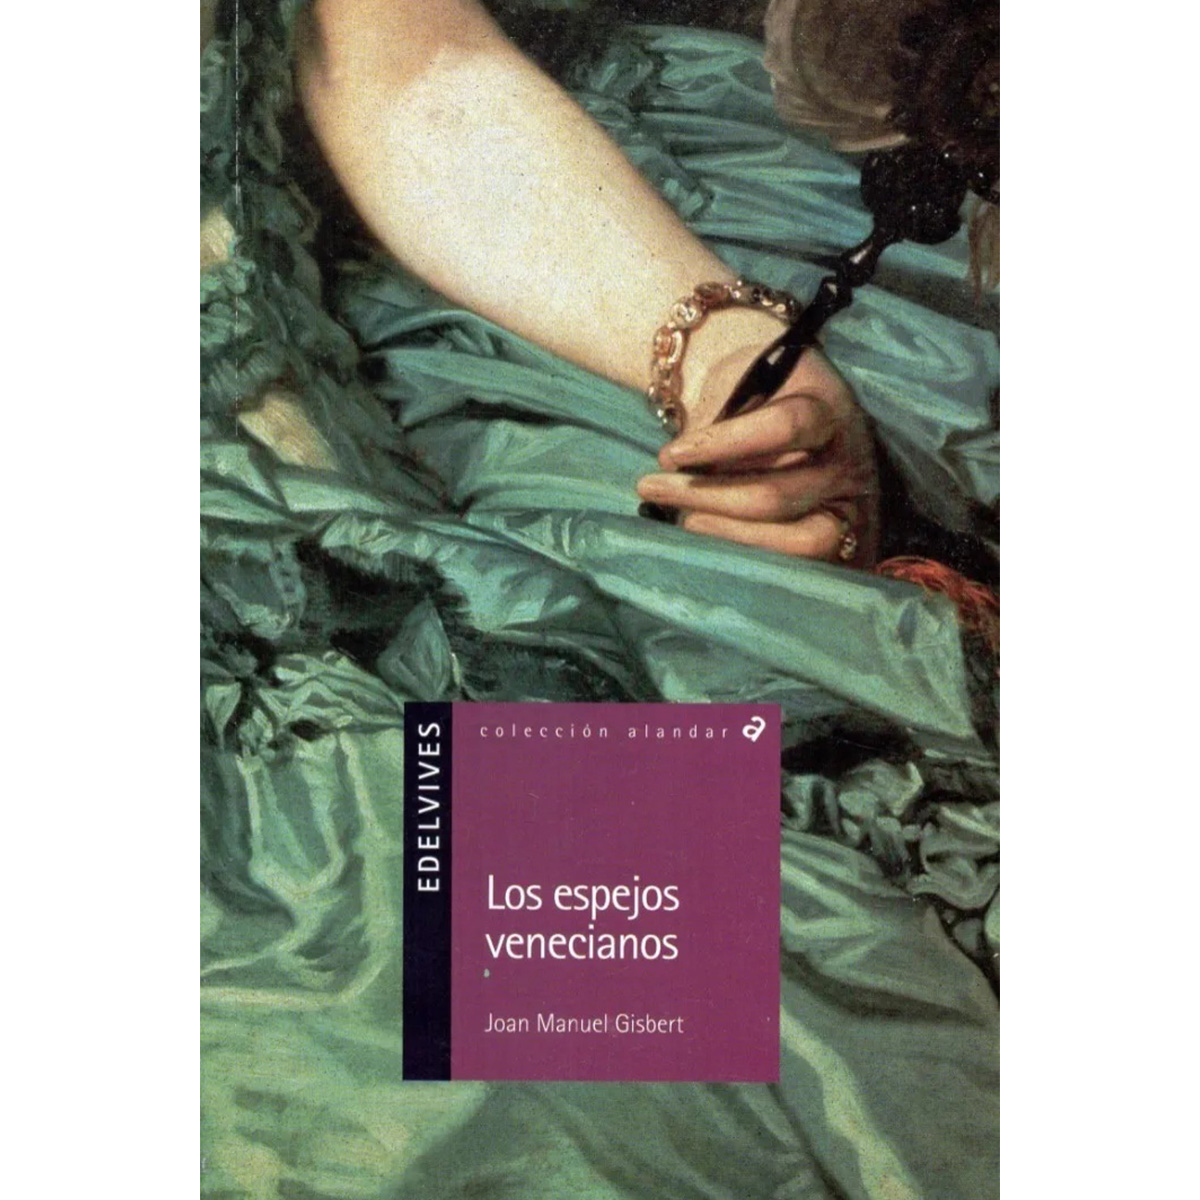 colección alandar a
EDELVIVES
Los espejos
venecianos
Joan Manuel Gisbert